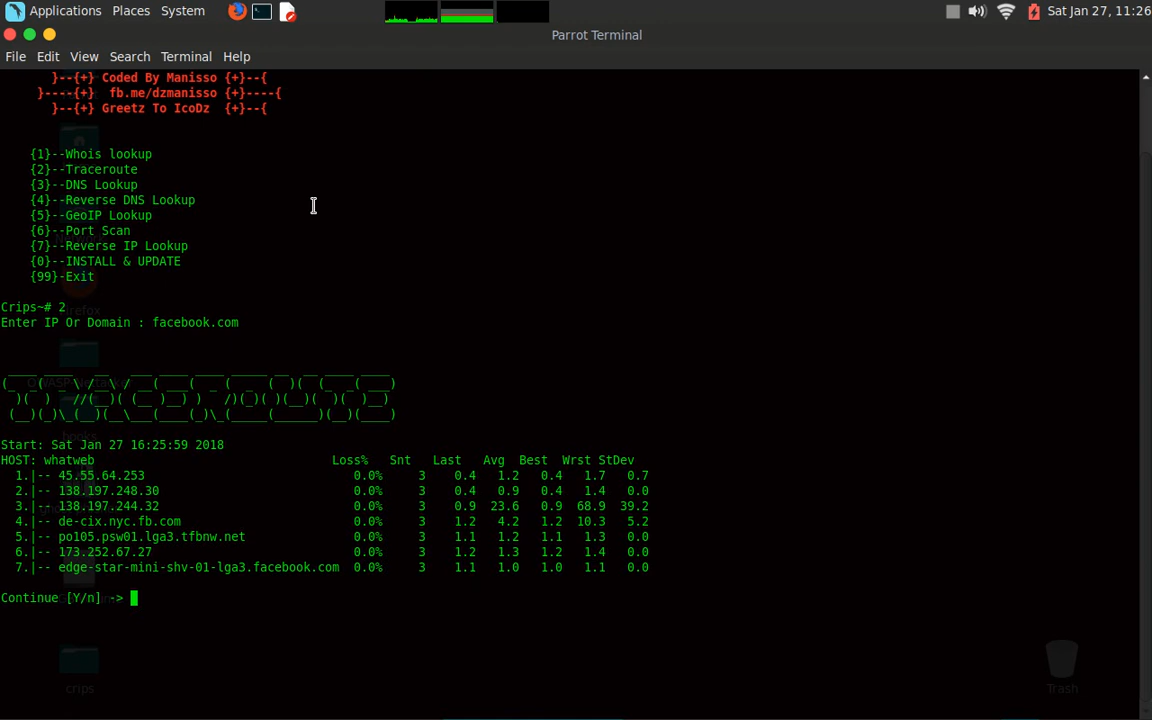 Applications Places System
Sat Jan 27, 11:26
Parrot Terminal
File Edit View Search Terminal Help
}--{+} Coded By Manisso {+}--{
}----{+}  fb.me/dzmanisso {+}----{
}--{+} Greetz To IcoDz  {+}--{
{1}--Whois lookup
{2}--Traceroute
{3}--DNS Lookup
{4}--Reverse DNS Lookup
{5}--GeoIP Lookup
{6}--Port Scan
{7}--Reverse IP Lookup
{0}--INSTALL & UPDATE
{99}-Exit
Crips~# 2
Enter IP Or Domain : facebook.com
TRACEROUTE
Start: Sat Jan 27 16:25:59 2018
HOST: whatweb Loss% Snt Last Avg Best Wrst StDev
1.|-- 45.55.64.253 0.0% 3 0.4 1.2 0.4 1.7 0.7
2.|-- 138.197.248.30 0.0% 3 0.4 0.9 0.4 1.4 0.0
3.|-- 138.197.244.32 0.0% 3 0.9 23.6 0.9 68.9 39.2
4.|-- de-cix.nyc.fb.com 0.0% 3 1.2 4.2 1.2 10.3 5.2
5.|-- po105.psw01.lga3.tfbnw.net 0.0% 3 1.1 1.2 1.1 1.3 0.0
6.|-- 173.252.67.27 0.0% 3 1.2 1.3 1.2 1.4 0.0
7.|-- edge-star-mini-shv-01-lga3.facebook.com 0.0% 3 1.1 1.0 1.0 1.1 0.0
Continue [Y/n] ->
crips
Trash